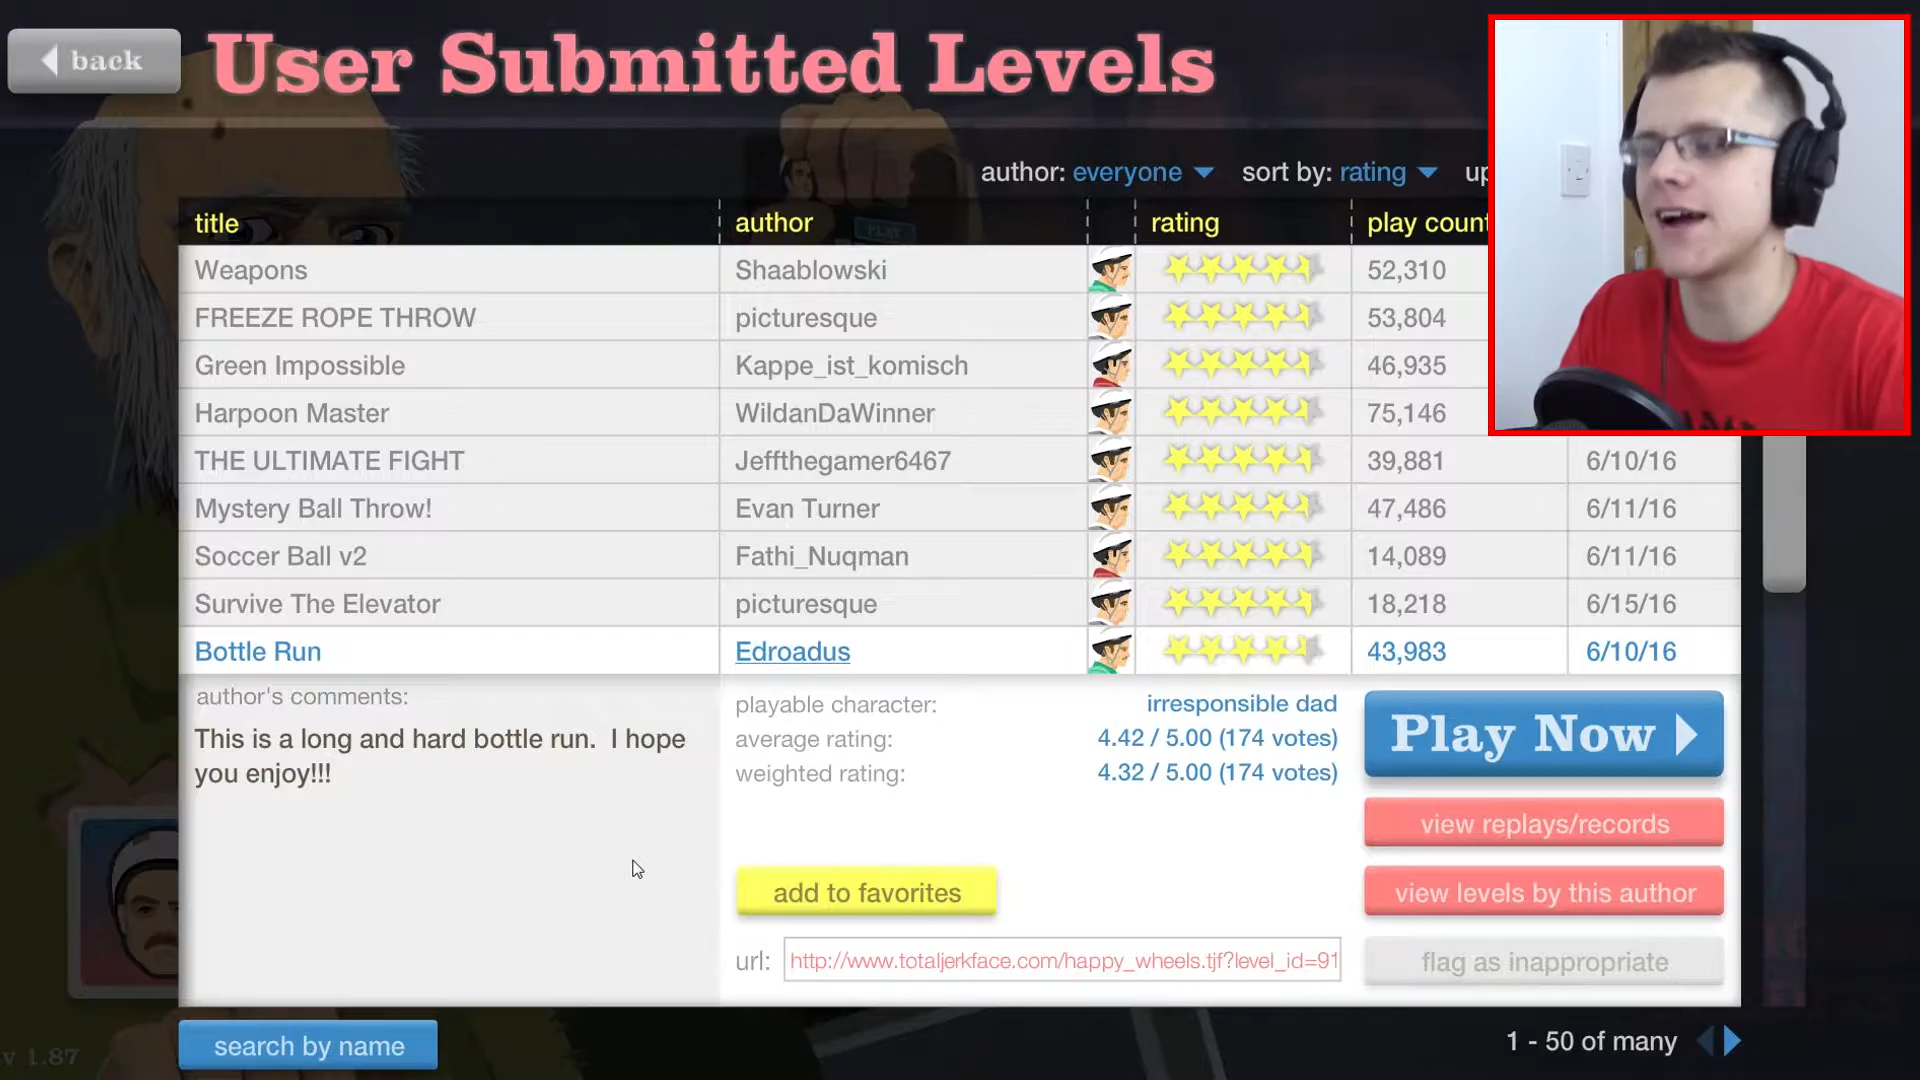 back
User Submitted Levels
author: everyone sort by: rating up
title author rating play count
Weapons Shaablowski 52,310
FREEZE ROPE THROW picturesque 53,804
Green Impossible Kappe_ist_komisch 46,935
Harpoon Master WildanDaWinner 75,146
THE ULTIMATE FIGHT Jeffthegamer6467 39,881 6/10/16
Mystery Ball Throw! Evan Turner 47,486 6/11/16
Soccer Ball v2 Fathi_Nuqman 14,089 6/11/16
Survive The Elevator picturesque 18,218 6/15/16
Bottle Run Edroadus 43,983 6/10/16
author's comments:
This is a long and hard bottle run. I hope
you enjoy!!!
playable character: irresponsible dad
average rating: 4.42 / 5.00 (174 votes)
weighted rating: 4.32 / 5.00 (174 votes)
Play Now
view replays/records
add to favorites
view levels by this author
url: http://www.totaljerkface.com/happy_wheels.tjf?level_id=91
flag as inappropriate
search by name
1 - 50 of many
v 1.87
PLAY